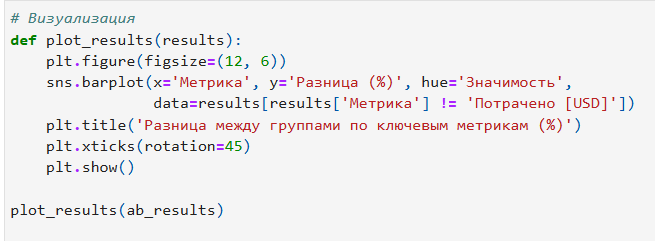 # Визуализация
def plot_results(results):
    plt.figure(figsize=(12, 6))
    sns.barplot(x='Метрика', y='Разница (%)', hue='Значимость',
                data=results[results['Метрика'] != 'Потрачено [USD]'])
    plt.title('Разница между группами по ключевым метрикам (%)')
    plt.xticks(rotation=45)
    plt.show()

plot_results(ab_results)